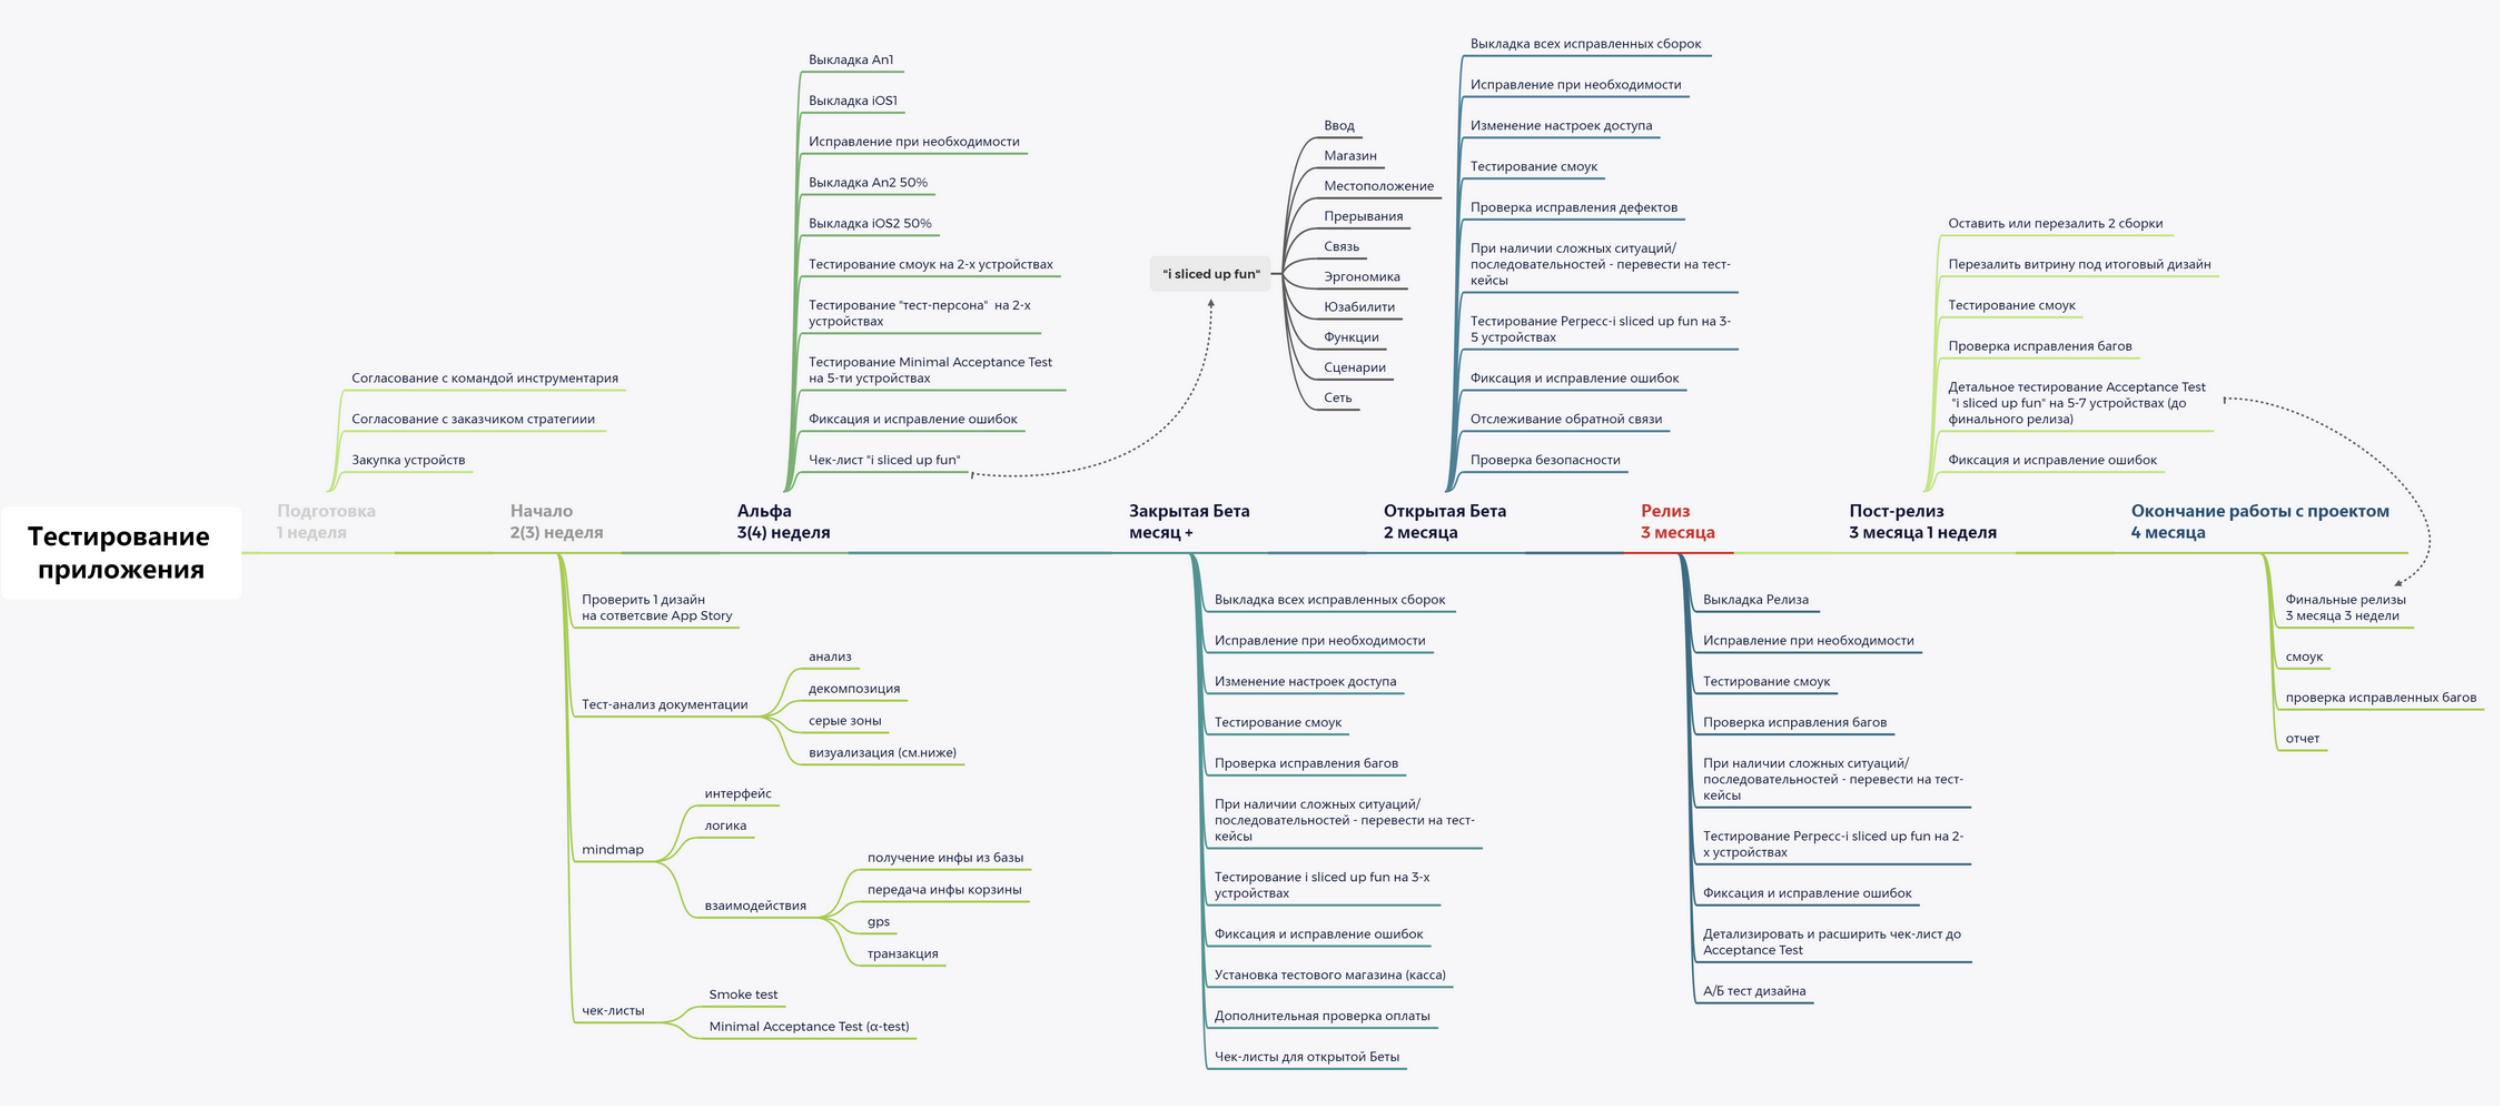 Тестирование
приложения
Подготовка
1 неделя
Согласование с командой инструментария
Согласование с заказчиком стратегиии
Закупка устройств
Начало
2(3) неделя
Проверить 1 дизайн
на сответсвие App Story
Тест-анализ документации
анализ
декомпозиция
серые зоны
визуализация (см.ниже)
mindmap
интерфейс
логика
взаимодействия
получение инфы из базы
передача инфы корзины
gps
транзакция
чек-листы
Smoke test
Minimal Acceptance Test (α-test)
Альфа
3(4) неделя
Выкладка An1
Выкладка iOS1
Исправление при необходимости
Выкладка An2 50%
Выкладка iOS2 50%
Тестирование смоук на 2-х устройствах
Тестирование "тест-персона" на 2-х
устройствах
Тестирование Minimal Acceptance Test
на 5-ти устройствах
Фиксация и исправление ошибок
Чек-лист "i sliced up fun"
"i sliced up fun"
Ввод
Магазин
Местоположение
Прерывания
Связь
Эргономика
Юзабилити
Функции
Сценарии
Сеть
Закрытая Бета
месяц +
Выкладка всех исправленных сборок
Исправление при необходимости
Изменение настроек доступа
Тестирование смоук
Проверка исправления багов
При наличии сложных ситуаций/
последовательностей - перевести на тест-
кейсы
Тестирование i sliced up fun на 3-х
устройствах
Фиксация и исправление ошибок
Установка тестового магазина (касса)
Дополнительная проверка оплаты
Чек-листы для открытой Беты
Открытая Бета
2 месяца
Выкладка всех исправленных сборок
Исправление при необходимости
Изменение настроек доступа
Тестирование смоук
Проверка исправления дефектов
При наличии сложных ситуаций/
последовательностей - перевести на тест-
кейсы
Тестирование Регресс-i sliced up fun на 3-
5 устройствах
Фиксация и исправление ошибок
Отслеживание обратной связи
Проверка безопасности
Релиз
3 месяца
Выкладка Релиза
Исправление при необходимости
Тестирование смоук
Проверка исправления багов
При наличии сложных ситуаций/
последовательностей - перевести на тест-
кейсы
Тестирование Регресс-i sliced up fun на 2-
х устройствах
Фиксация и исправление ошибок
Детализировать и расширить чек-лист до
Acceptance Test
А/Б тест дизайна
Пост-релиз
3 месяца 1 неделя
Оставить или перезалить 2 сборки
Перезалить витрину под итоговый дизайн
Тестирование смоук
Проверка исправления багов
Детальное тестирование Acceptance Test
"i sliced up fun" на 5-7 устройствах (до
финального релиза)
Фиксация и исправление ошибок
Окончание работы с проектом
4 месяца
Финальные релизы
3 месяца 3 недели
смоук
проверка исправленных багов
отчет